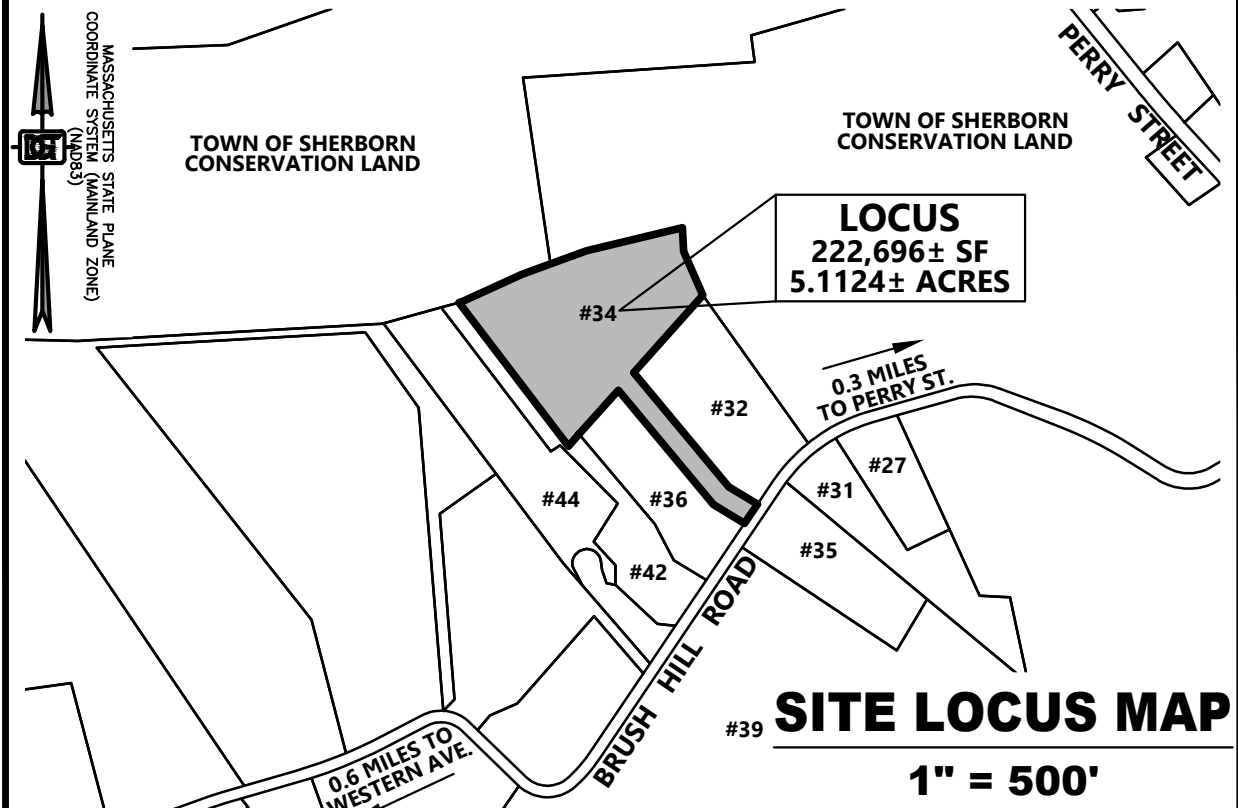 MASSACHUSETTS STATE PLANE
COORDINATE SYSTEM (MAINLAND ZONE)
(NAD83)
TOWN OF SHERBORN
CONSERVATION LAND
TOWN OF SHERBORN
CONSERVATION LAND
PERRY STREET
LOCUS
222,696± SF
5.1124± ACRES
#34
0.3 MILES
TO PERRY ST.
#32
#27
#31
#44
#36
#35
#42
BRUSH HILL ROAD
#39
SITE LOCUS MAP
1" = 500'
0.6 MILES TO
WESTERN AVE.